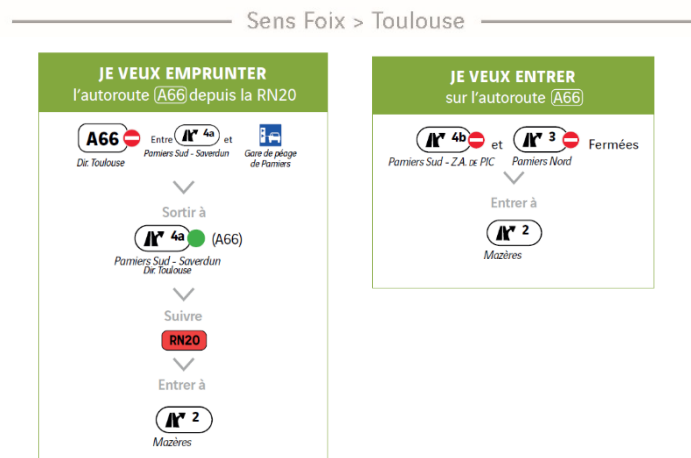 Sens Foix > Toulouse
JE VEUX EMPRUNTER
l'autoroute A66 depuis la RN20
A66 Entre 4a et
Dir. Toulouse Pamiers Sud - Saverdun Gare de péage
de Pamiers
Sortir à
4a (A66)
Pamiers Sud - Saverdun
Dir. Toulouse
Suivre
RN20
Entrer à
2
Mazères
JE VEUX ENTRER
sur l'autoroute A66
4b et 3 Fermées
Pamiers Sud - Z.A. DE PIC Pamiers Nord
Entrer à
2
Mazères